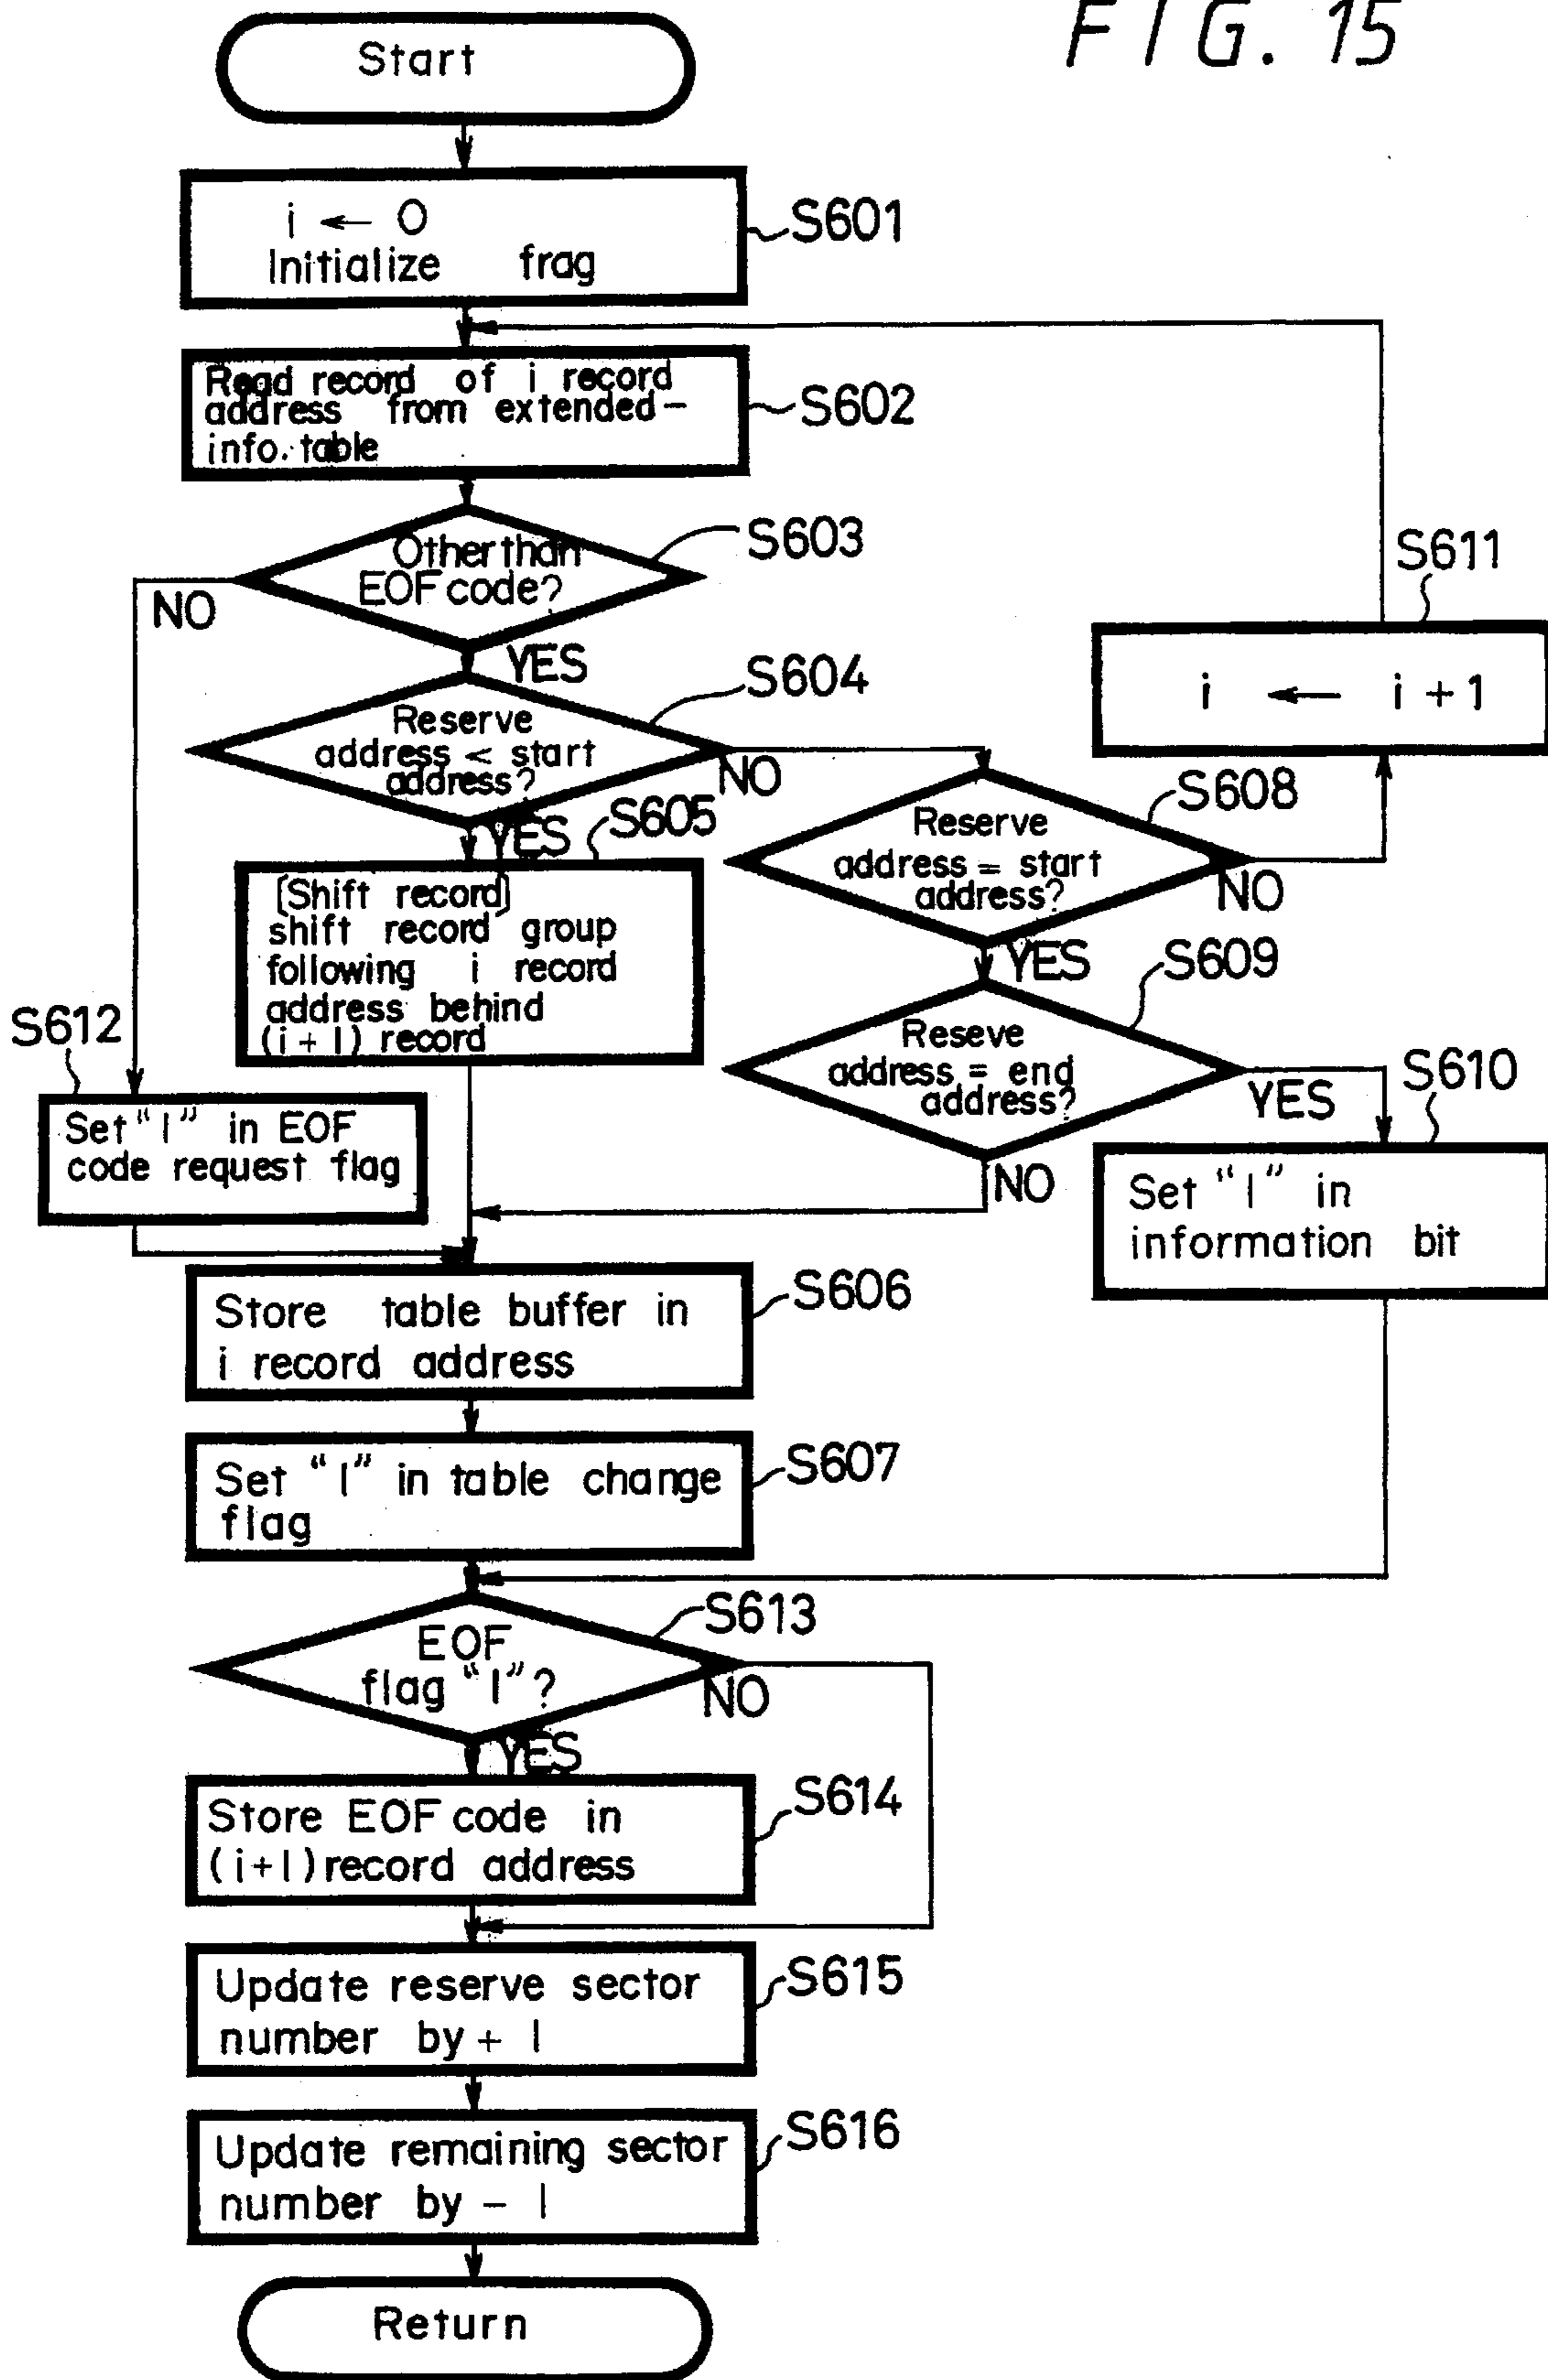 FIG. 15
Start
i ← 0
Initialize frag
S601
Read record of i record
address from extended-
info. table
S602
Other than
EOF code?
S603
NO
YES
Reserve
address < start
address?
S604
NO
YES
S605
[Shift record]
shift record group
following i record
address behind
(i + 1) record
S611
i ← i + 1
S608
Reserve
address = start
address?
NO
YES
S609
Reseve
address = end
address?
YES
NO
S610
Set "1" in
information bit
S612
Set "1" in EOF
code request flag
Store table buffer in
i record address
S606
Set "1" in table change
flag
S607
EOF
flag "1"?
S613
NO
YES
Store EOF code in
(i+1) record address
S614
Update reserve sector
number by + 1
S615
Update remaining sector
number by - 1
S616
Return